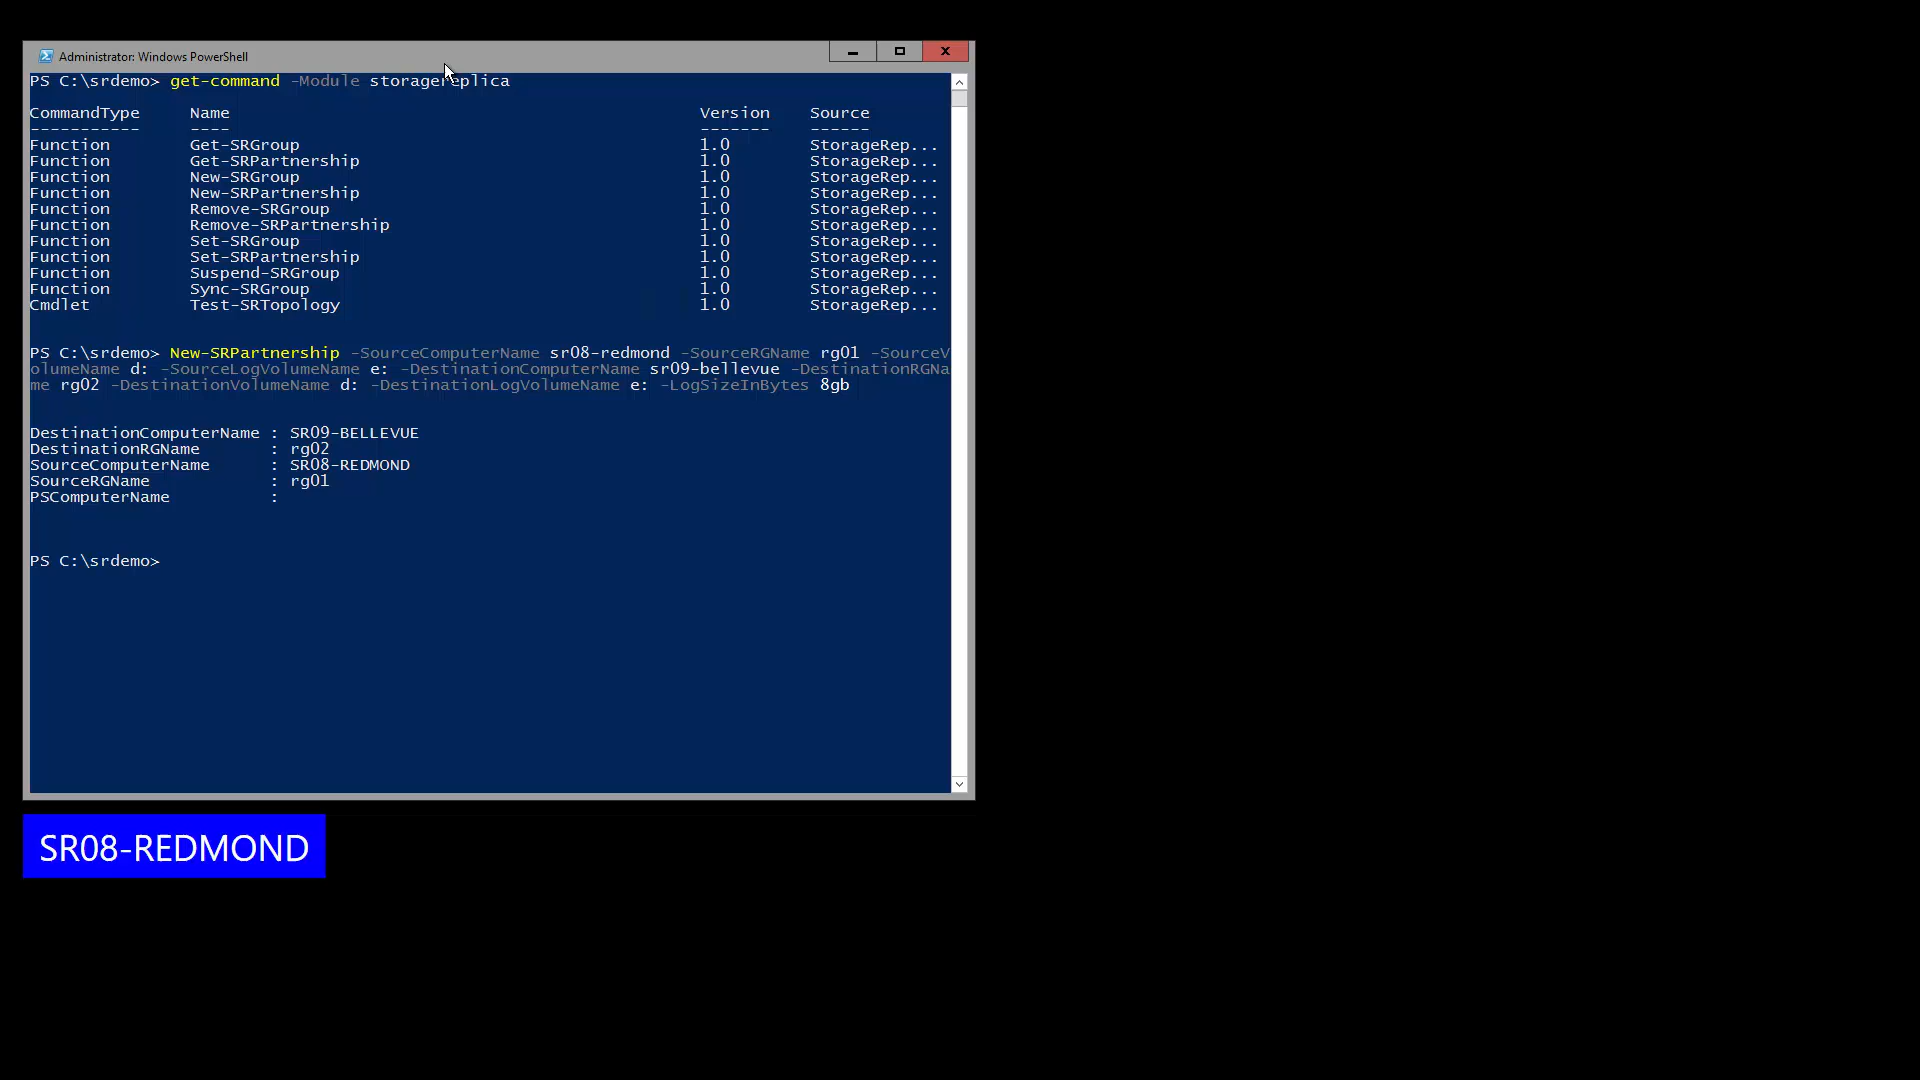 Administrator: Windows PowerShell
PS C:\srdemo> get-command -Module storagereplica
CommandType Name Version Source
----------- ---- ------- ------
Function Get-SRGroup 1.0 StorageRep...
Function Get-SRPartnership 1.0 StorageRep...
Function New-SRGroup 1.0 StorageRep...
Function New-SRPartnership 1.0 StorageRep...
Function Remove-SRGroup 1.0 StorageRep...
Function Remove-SRPartnership 1.0 StorageRep...
Function Set-SRGroup 1.0 StorageRep...
Function Set-SRPartnership 1.0 StorageRep...
Function Suspend-SRGroup 1.0 StorageRep...
Function Sync-SRGroup 1.0 StorageRep...
Cmdlet Test-SRTopology 1.0 StorageRep...
PS C:\srdemo> New-SRPartnership -SourceComputerName sr08-redmond -SourceRGName rg01 -SourceV
olumeName d: -SourceLogVolumeName e: -DestinationComputerName sr09-bellevue -DestinationRGNa
me rg02 -DestinationVolumeName d: -DestinationLogVolumeName e: -LogSizeInBytes 8gb
DestinationComputerName : SR09-BELLEVUE
DestinationRGName : rg02
SourceComputerName : SR08-REDMOND
SourceRGName : rg01
PSComputerName :
PS C:\srdemo>
SR08-REDMOND